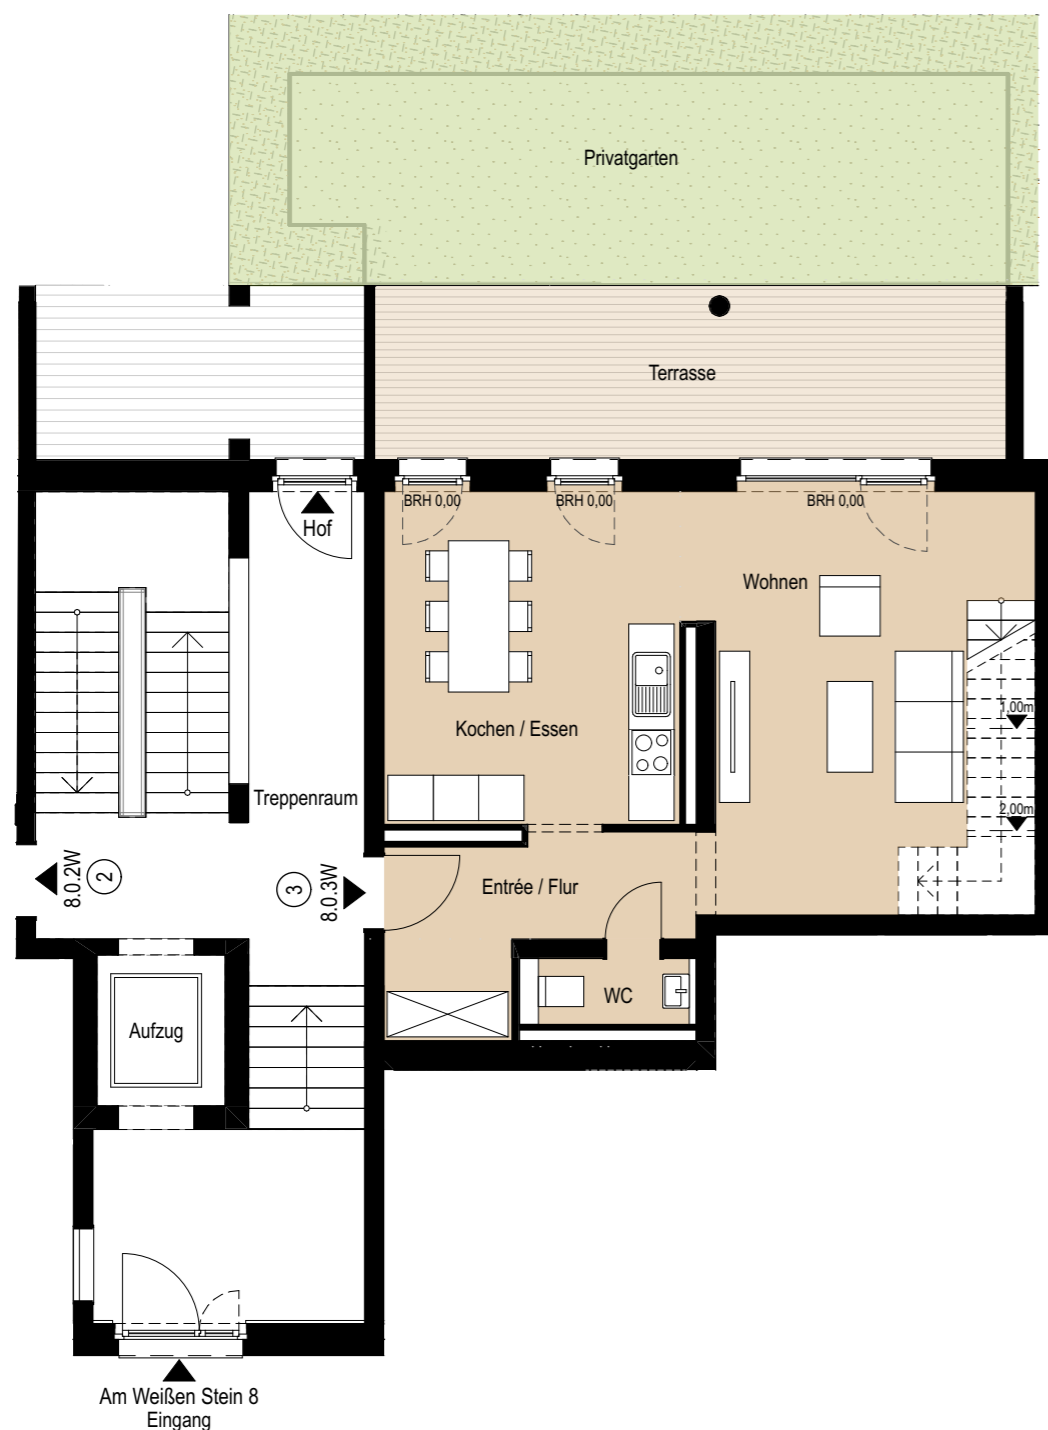 Privatgarten
Terrasse
BRH 0,00
BRH 0,00
BRH 0,00
Hof
Wohnen
1,00m
Kochen / Essen
Treppenraum
2,00m
8.0.2W
2
3
8.0.3W
Entrée / Flur
WC
Aufzug
Am Weißen Stein 8
Eingang